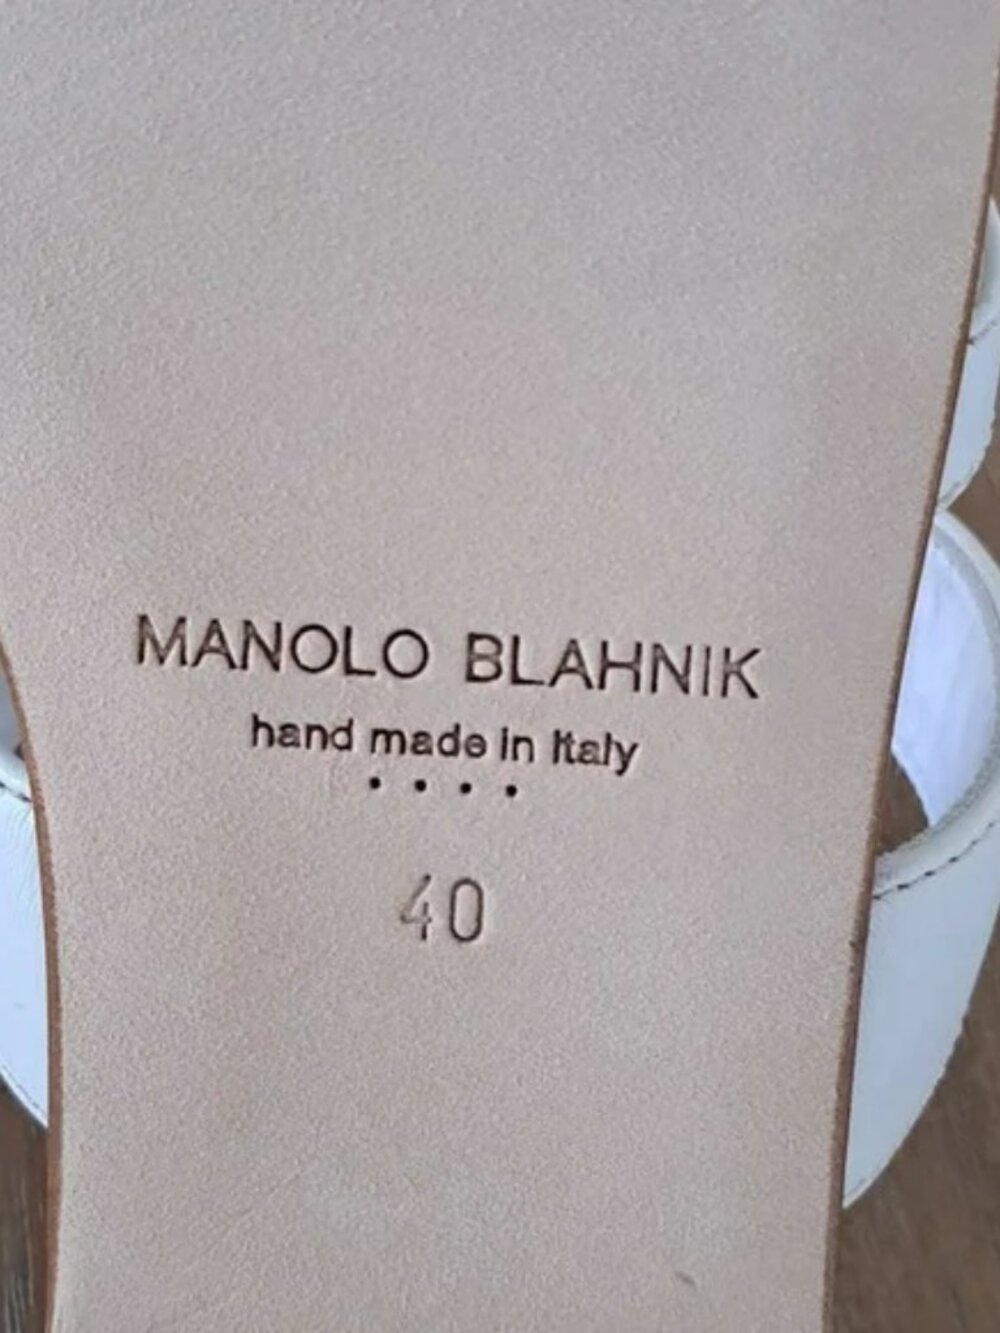 MANOLO BLAHNIK
hand made in Italy
• • • •
40